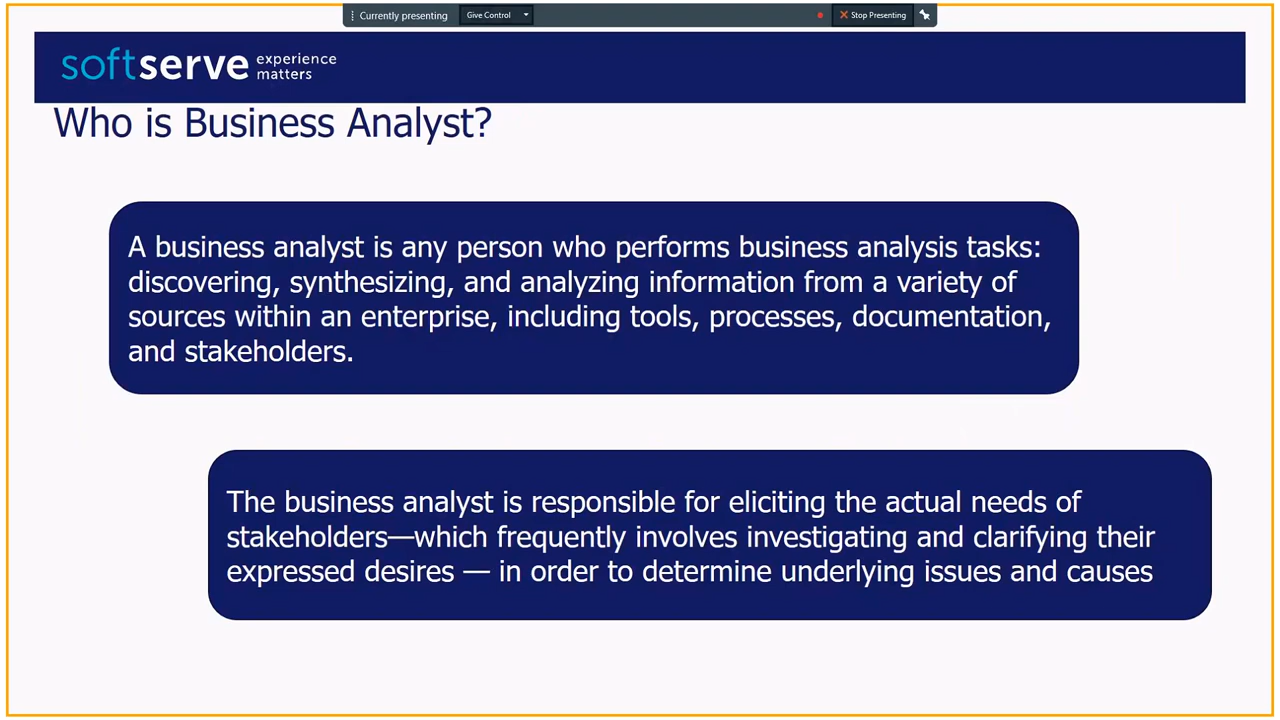 Currently presenting Give Control Stop Presenting
softserve experience
matters
Who is Business Analyst?
A business analyst is any person who performs business analysis tasks:
discovering, synthesizing, and analyzing information from a variety of
sources within an enterprise, including tools, processes, documentation,
and stakeholders.
The business analyst is responsible for eliciting the actual needs of
stakeholders—which frequently involves investigating and clarifying their
expressed desires — in order to determine underlying issues and causes